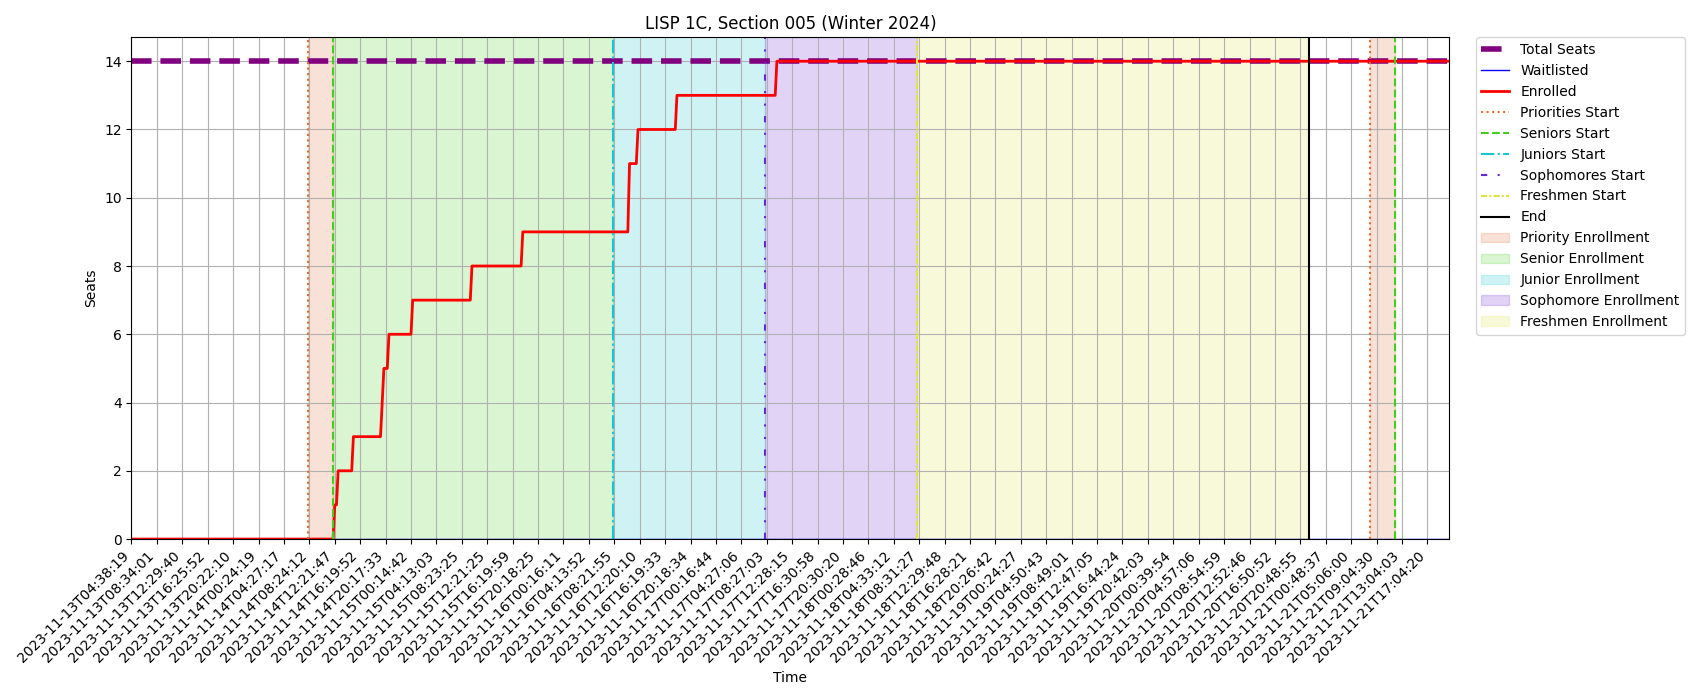 LISP 1C, Section 005 (Winter 2024)
Seats
14
12
10
8
6
4
2
0
2023-11-13T04:38:19
2023-11-13T08:34:01
2023-11-13T12:29:40
2023-11-13T16:25:52
2023-11-13T20:22:10
2023-11-14T00:24:19
2023-11-14T04:27:17
2023-11-14T08:24:12
2023-11-14T12:21:47
2023-11-14T16:19:52
2023-11-14T20:17:33
2023-11-15T00:14:42
2023-11-15T04:13:03
2023-11-15T08:23:25
2023-11-15T12:21:25
2023-11-15T16:19:59
2023-11-15T20:18:25
2023-11-16T00:16:11
2023-11-16T04:13:52
2023-11-16T08:21:55
2023-11-16T12:20:10
2023-11-16T16:19:33
2023-11-16T20:18:34
2023-11-17T00:16:44
2023-11-17T04:27:06
2023-11-17T08:27:03
2023-11-17T12:28:15
2023-11-17T16:30:58
2023-11-17T20:30:20
2023-11-18T00:28:46
2023-11-18T04:33:12
2023-11-18T08:31:27
2023-11-18T12:29:48
2023-11-18T16:28:21
2023-11-18T20:26:42
2023-11-19T00:24:27
2023-11-19T04:50:43
2023-11-19T08:49:01
2023-11-19T12:47:05
2023-11-19T16:44:24
2023-11-19T20:42:03
2023-11-20T00:39:54
2023-11-20T04:57:06
2023-11-20T08:54:59
2023-11-20T12:52:46
2023-11-20T16:50:52
2023-11-20T20:48:55
2023-11-21T00:48:37
2023-11-21T05:06:00
2023-11-21T09:04:30
2023-11-21T13:04:03
2023-11-21T17:04:20
Time
Total Seats
Waitlisted
Enrolled
Priorities Start
Seniors Start
Juniors Start
Sophomores Start
Freshmen Start
End
Priority Enrollment
Senior Enrollment
Junior Enrollment
Sophomore Enrollment
Freshmen Enrollment